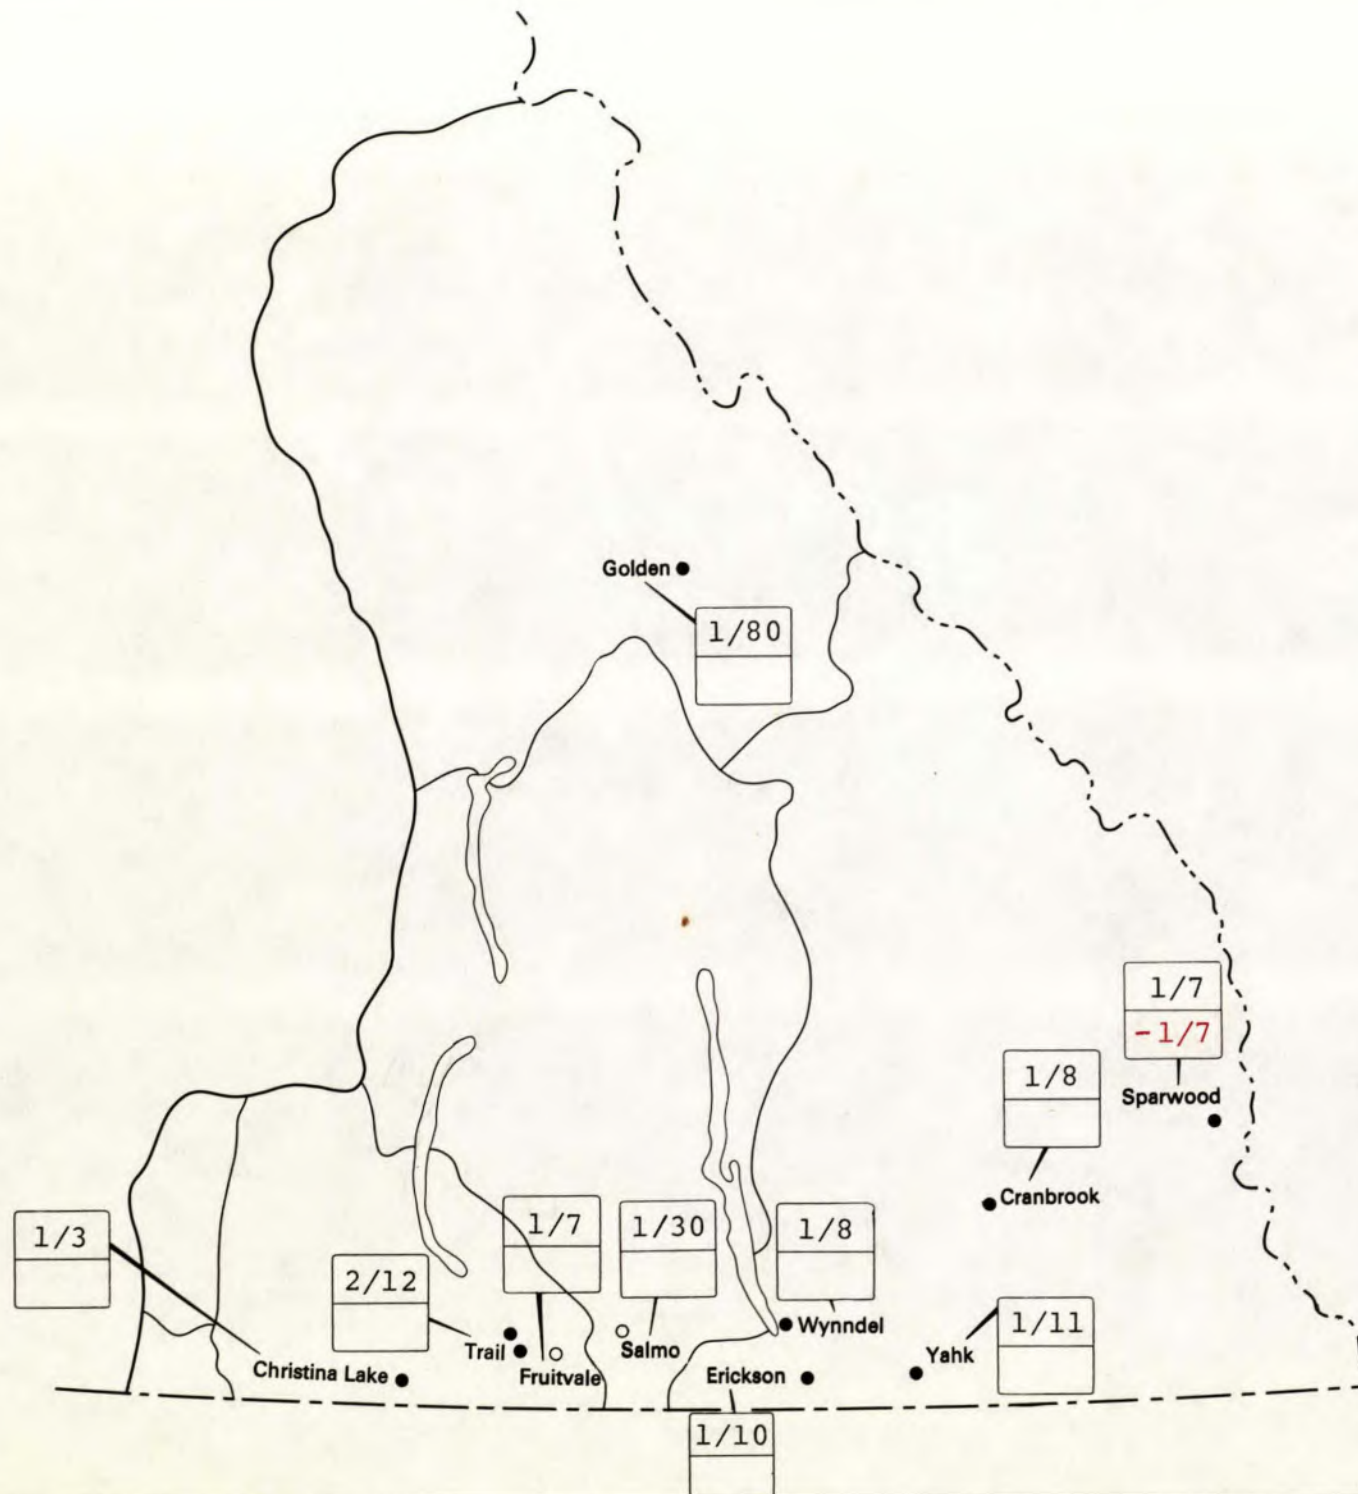 Golden
1/80
1/7
-1/7
Sparwood
1/8
Cranbrook
1/3
Christina Lake
2/12
Trail
1/7
Fruitvale
1/30
Salmo
1/8
Wynndel
1/11
Yahk
Erickson
1/10